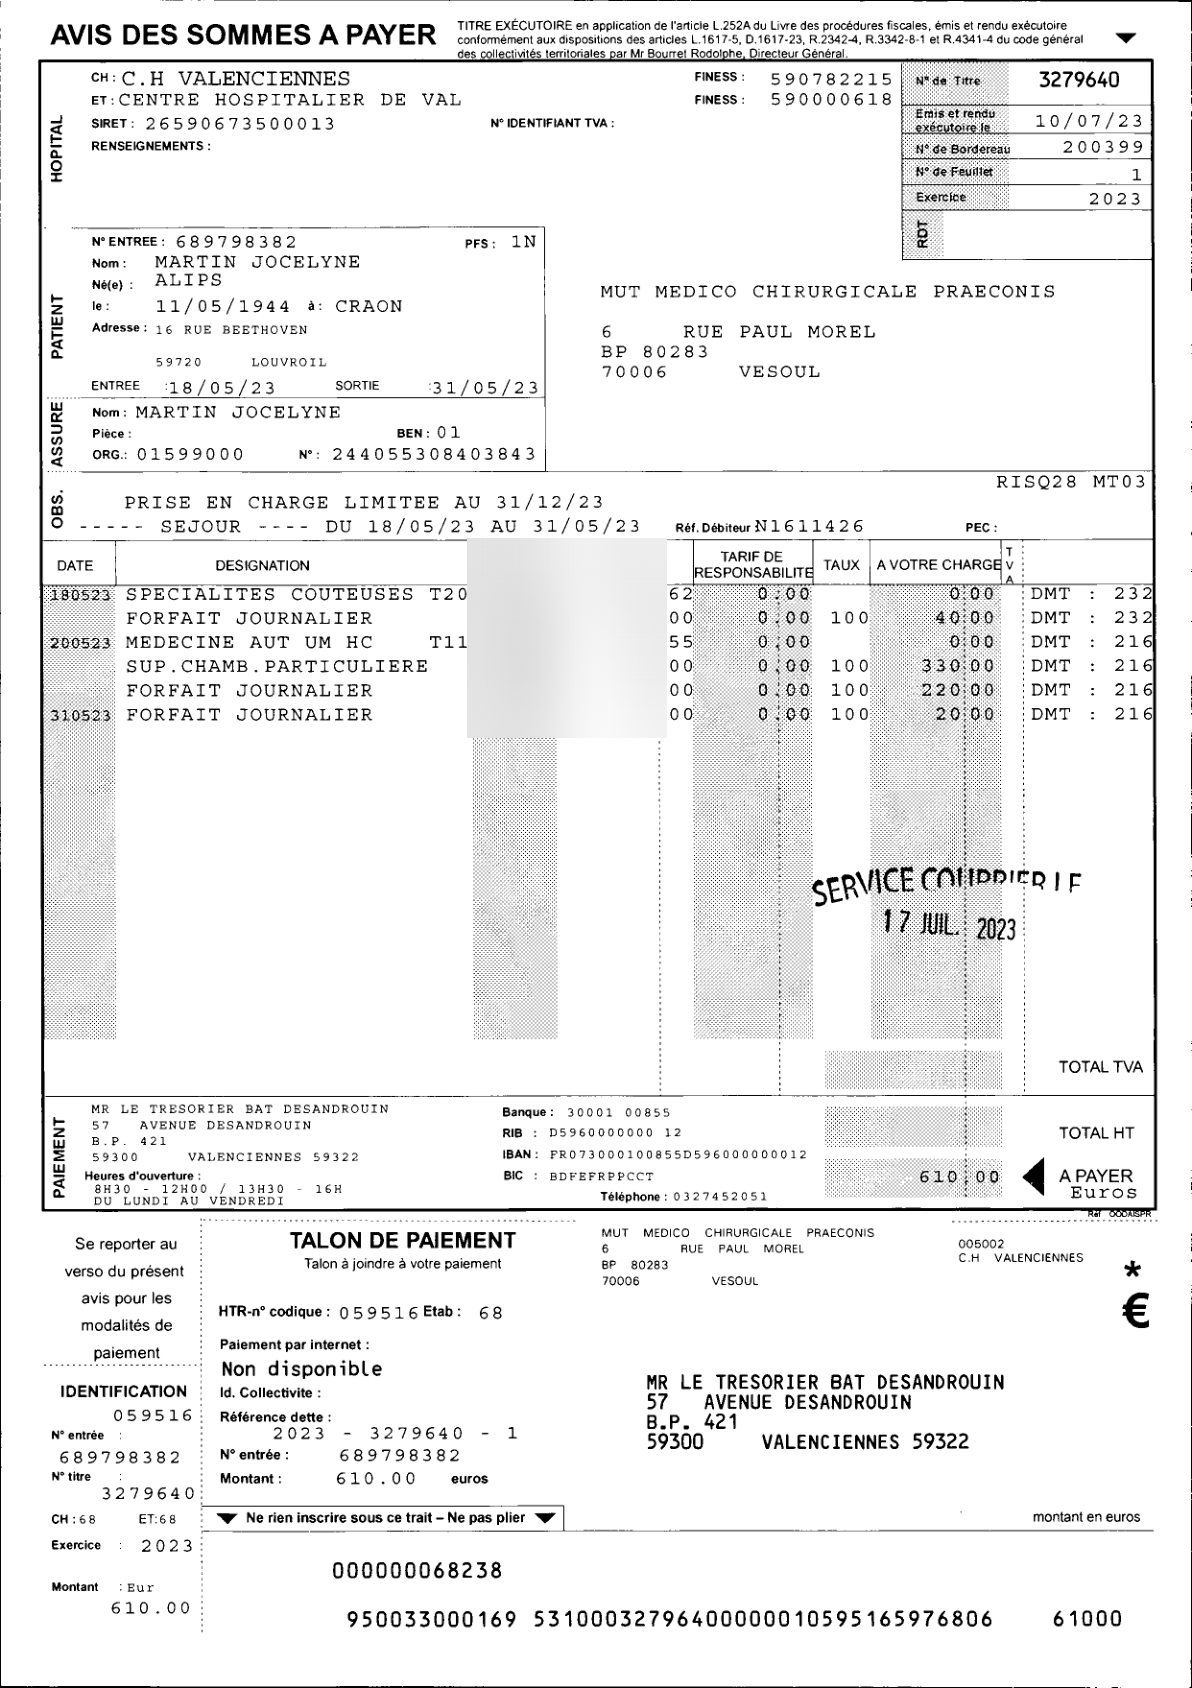 AVIS DES SOMMES A PAYER
TITRE EXÉCUTOIRE en application de l'article L.252A du Livre des procédures fiscales, émis et rendu exécutoire
conformément aux dispositions des articles L.1617-5, D.1617-23, R.2342-4, R.3342-8-1 et R.4341-4 du code général
des collectivités territoriales par Mr Bourret Rodolphe, Directeur Général.
HOPITAL
CH : C.H VALENCIENNES
ET : CENTRE HOSPITALIER DE VAL
SIRET : 26590673500013
N° IDENTIFIANT TVA :
RENSEIGNEMENTS :
FINESS : 590782215
FINESS : 590000618
N° de Titre 3279640
Emis et rendu exécutoire le 10/07/23
N° de Bordereau 200399
N° de Feuillet 1
Exercice 2023
RDT
PATIENT
N° ENTREE : 689798382 PFS : 1N
Nom : MARTIN JOCELYNE
Né(e) : ALIPS
le : 11/05/1944 à : CRAON
Adresse : 16 RUE BEETHOVEN
59720 LOUVROIL
ENTREE :18/05/23 SORTIE :31/05/23
MUT MEDICO CHIRURGICALE PRAECONIS
6 RUE PAUL MOREL
BP 80283
70006 VESOUL
ASSURE
Nom : MARTIN JOCELYNE
Pièce : BEN : 01
ORG.: 01599000 N° : 244055308403843
OBS.
RISQ28 MT03
PRISE EN CHARGE LIMITEE AU 31/12/23
----- SEJOUR ---- DU 18/05/23 AU 31/05/23 Réf. Débiteur N1611426 PEC :
DATE DESIGNATION TARIF DE RESPONSABILITE TAUX A VOTRE CHARGE TVA
180523 SPECIALITES COUTEUSES T20 62 0.00 0:00 DMT : 232
FORFAIT JOURNALIER 00 0.00 100 40:00 DMT : 232
200523 MEDECINE AUT UM HC T11 55 0.00 0:00 DMT : 216
SUP.CHAMB.PARTICULIERE 00 0.00 100 330:00 DMT : 216
FORFAIT JOURNALIER 00 0:00 100 220:00 DMT : 216
310523 FORFAIT JOURNALIER 00 0.00 100 20:00 DMT : 216
SERVICE COURRIER
17 JUIL. 2023
TOTAL TVA
TOTAL HT
610:00 A PAYER
Euros
PAIEMENT
MR LE TRESORIER BAT DESANDROUIN
57 AVENUE DESANDROUIN
B.P. 421
59300 VALENCIENNES 59322
Heures d'ouverture :
8H30 - 12H00 / 13H30 - 16H
DU LUNDI AU VENDREDI
Banque : 30001 00855
RIB : D5960000000 12
IBAN : FR073000100855D596000000012
BIC : BDFEFRPPCCT
Téléphone : 0327452051
Réf OODAISPR
Se reporter au
verso du présent
avis pour les
modalités de
paiement
TALON DE PAIEMENT
Talon à joindre à votre paiement
MUT MEDICO CHIRURGICALE PRAECONIS
6 RUE PAUL MOREL
BP 80283
70006 VESOUL
005002
C.H VALENCIENNES
*
€
HTR-n° codique : 059516 Etab : 68
Paiement par internet :
Non disponible
Id. Collectivite :
Référence dette :
2023 - 3279640 - 1
N° entrée : 689798382
Montant : 610.00 euros
MR LE TRESORIER BAT DESANDROUIN
57 AVENUE DESANDROUIN
B.P. 421
59300 VALENCIENNES 59322
IDENTIFICATION
059516
N° entrée :
689798382
N° titre :
3279640
CH : 68 ET:68
Exercice : 2023
Montant : Eur
610.00
Ne rien inscrire sous ce trait – Ne pas plier
montant en euros
000000068238
950033000169 531000327964000000010595165976806 61000